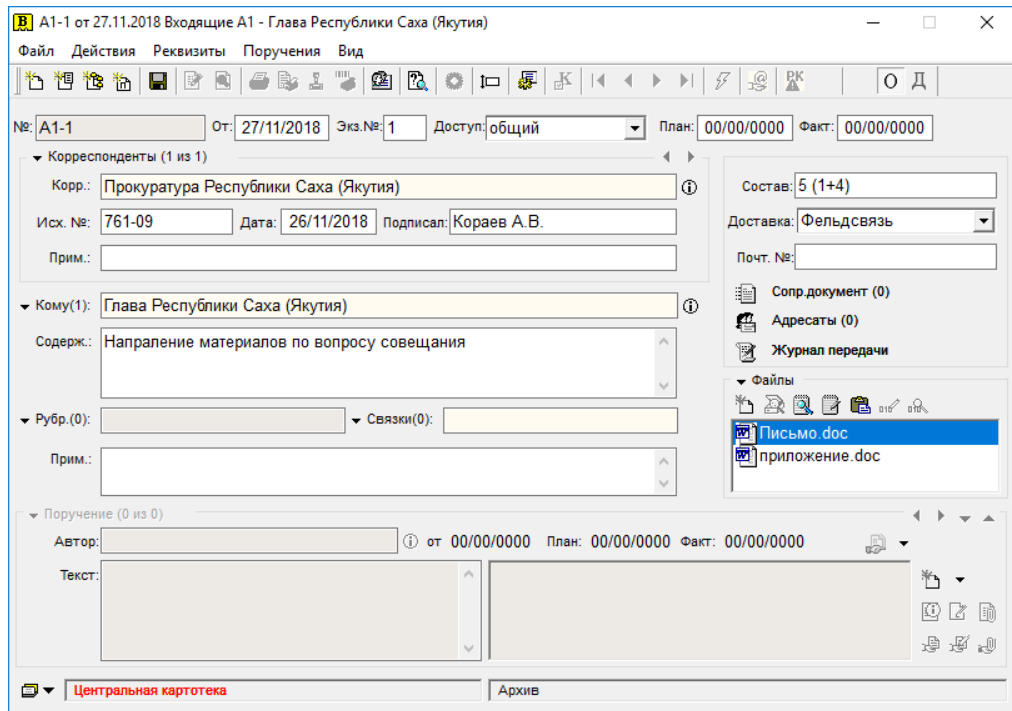 A1-1 от 27.11.2018 Входящие A1 - Глава Республики Саха (Якутия)
Файл Действия Реквизиты Поручения Вид
О Д
№: A1-1 От: 27/11/2018 Экз.№: 1 Доступ: общий План: 00/00/0000 Факт: 00/00/0000
Корреспонденты (1 из 1)
Корр.: Прокуратура Республики Саха (Якутия)
Состав: 5 (1+4)
Исх. №: 761-09 Дата: 26/11/2018 Подписал: Кораев А.В.
Доставка: Фельдсвязь
Прим.:
Почт. №:
Кому(1): Глава Республики Саха (Якутия)
Сопр.документ (0)
Адресаты (0)
Содерж.: Напраление материалов по вопросу совещания
Журнал передачи
Файлы
Рубр.(0): Связки(0):
Письмо.doc
Прим.:
приложение.doc
Поручение (0 из 0)
Автор: от 00/00/0000 План: 00/00/0000 Факт: 00/00/0000
Текст:
Центральная картотека Архив